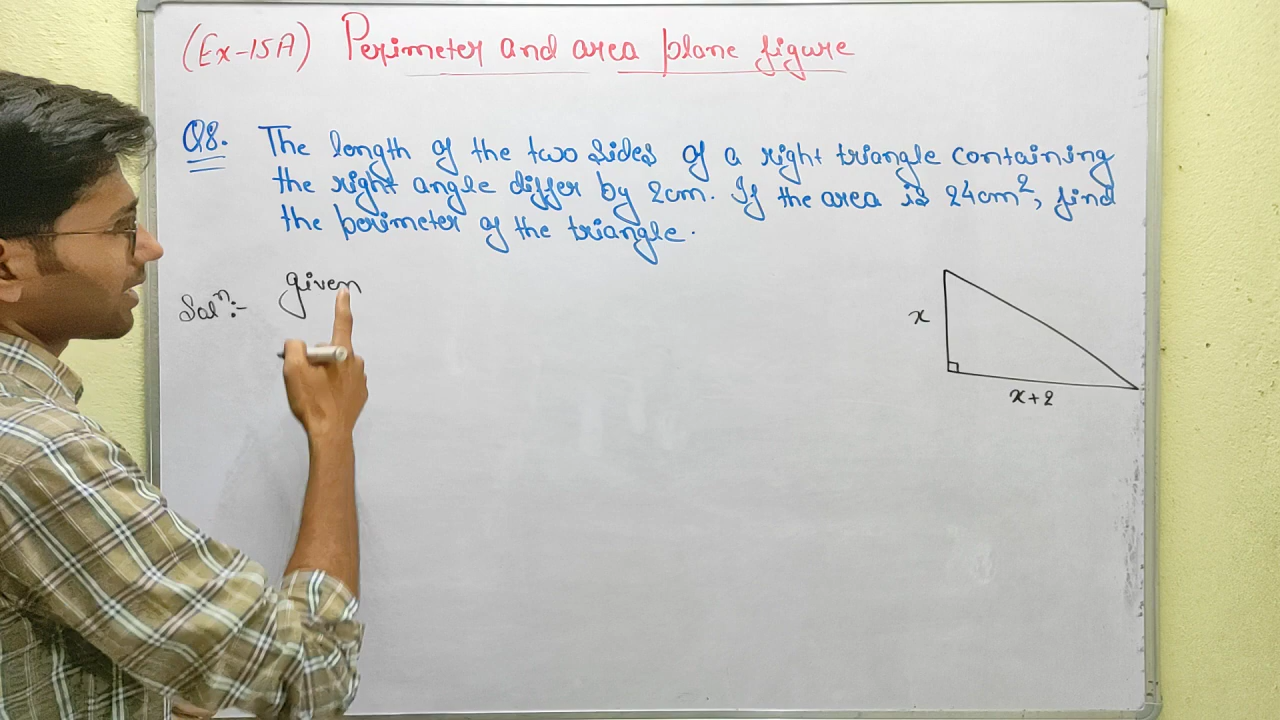 (Ex-15A) Perimeter and area plane figure
Q8. The length of the two sides of a right triangle containing
the right angle differ by 2cm. If the area is 24cm², find
the perimeter of the triangle.
Solⁿ:- given
x
x+2